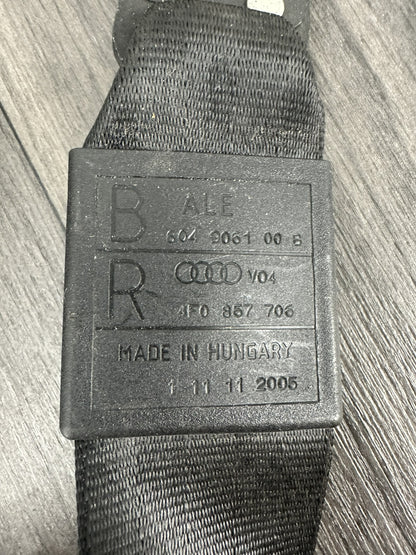 B ALE
604 9061 00 B
R V04
4F0 857 706
MADE IN HUNGARY
1 11 11 2005